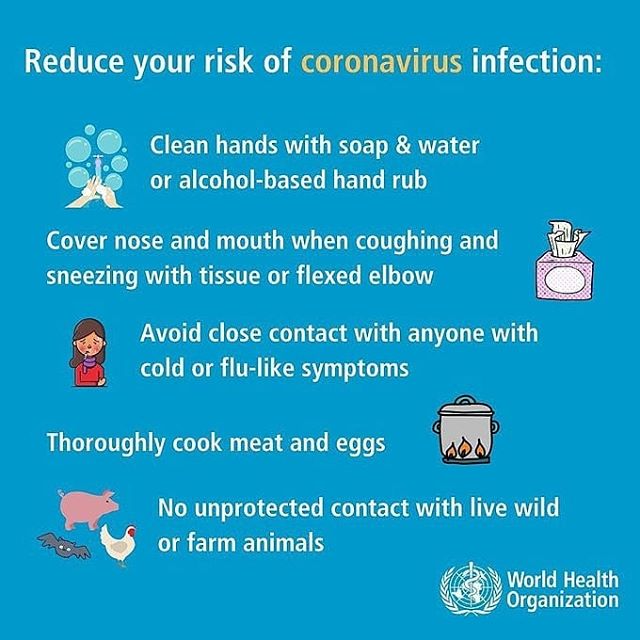 Reduce your risk of coronavirus infection:
Clean hands with soap & water
or alcohol-based hand rub
Cover nose and mouth when coughing and
sneezing with tissue or flexed elbow
Avoid close contact with anyone with
cold or flu-like symptoms
Thoroughly cook meat and eggs
No unprotected contact with live wild
or farm animals
World Health
Organization